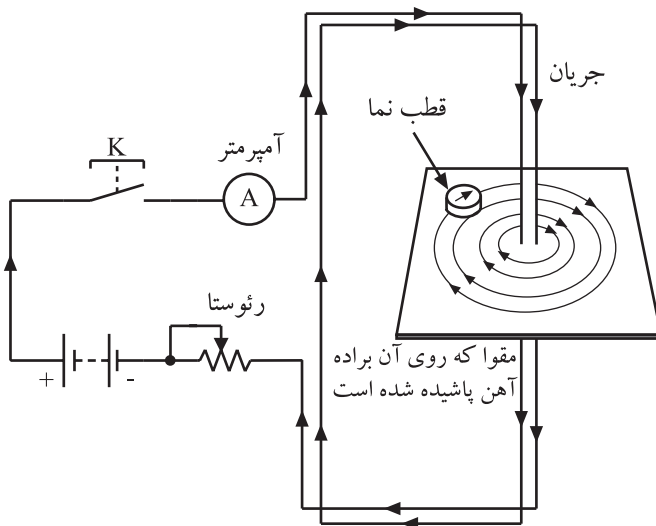 جریان
قطب نما
K
آمپرمتر
A
رئوستا
مقوا که روی آن براده
آهن پاشیده شده است
+
-